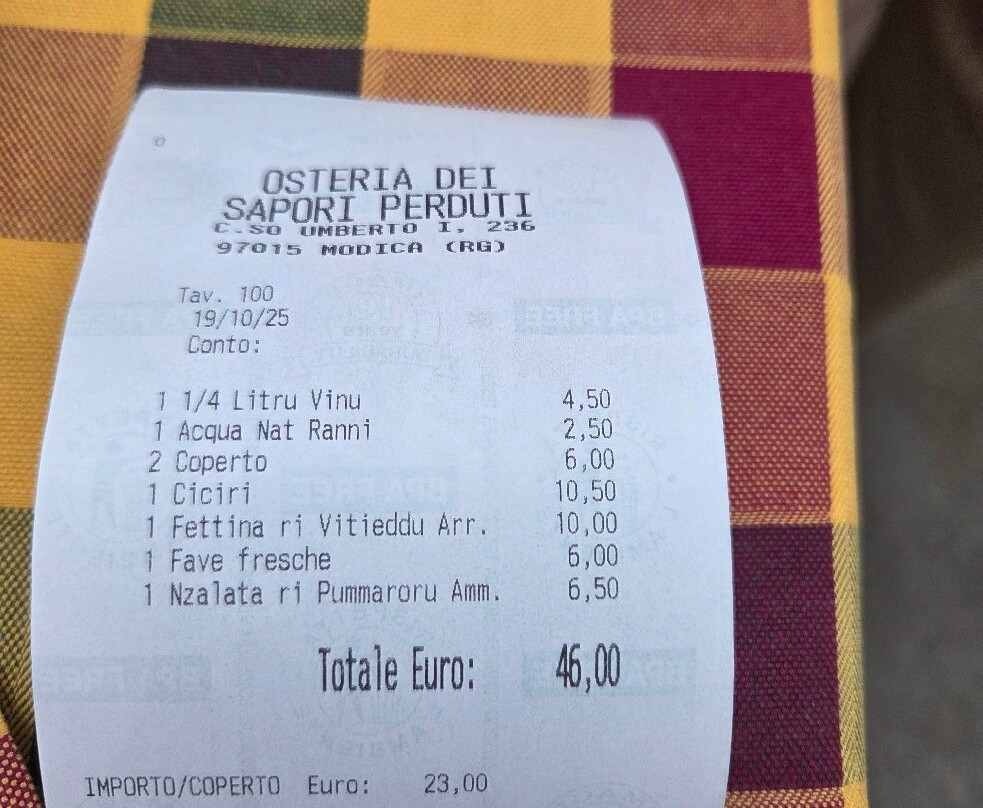 OSTERIA DEI
SAPORI PERDUTI
C.SO UMBERTO I, 236
97015 MODICA (RG)
Tav. 100
19/10/25
Conto:
1 1/4 Litru Vinu 4,50
1 Acqua Nat Ranni 2,50
2 Coperto 6,00
1 Ciciri 10,50
1 Fettina ri Vitieddu Arr. 10,00
1 Fave fresche 6,00
1 Nzalata ri Pummaroru Amm. 6,50
Totale Euro: 46,00
IMPORTO/COPERTO Euro: 23,00